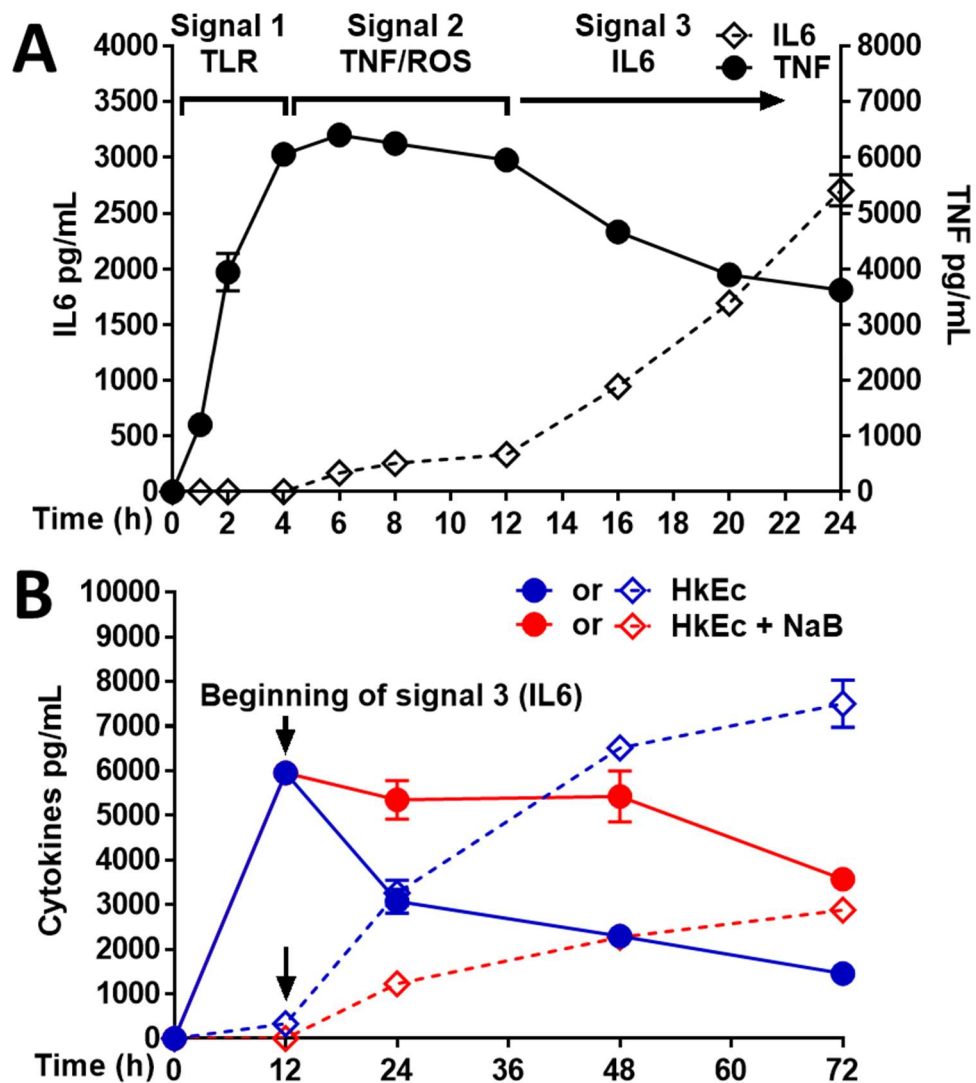 A
Signal 1
TLR
Signal 2
TNF/ROS
Signal 3
IL6
IL6
TNF
4000
3500
3000
2500
2000
1500
1000
500
0
IL6 pg/mL
8000
7000
6000
5000
4000
3000
2000
1000
0
TNF pg/mL
Time (h) 0 2 4 6 8 10 12 14 16 18 20 22 24
B
or HkEc
or HkEc + NaB
Beginning of signal 3 (IL6)
10000
9000
8000
7000
6000
5000
4000
3000
2000
1000
0
Cytokines pg/mL
Time (h) 0 12 24 36 48 60 72